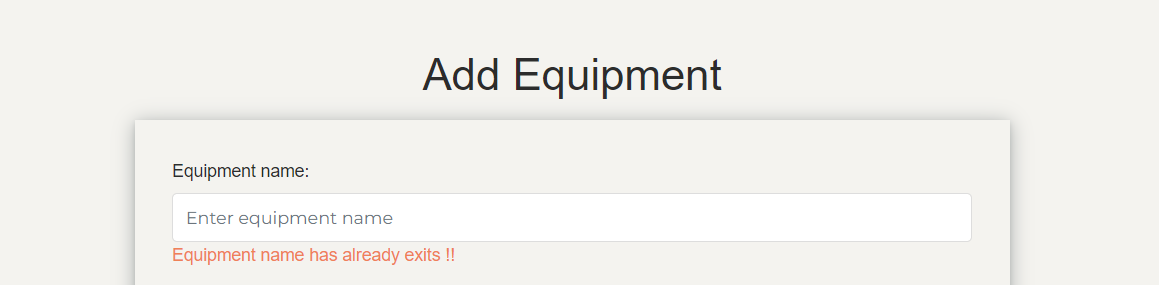 Add Equipment
Equipment name:
Enter equipment name
Equipment name has already exits !!